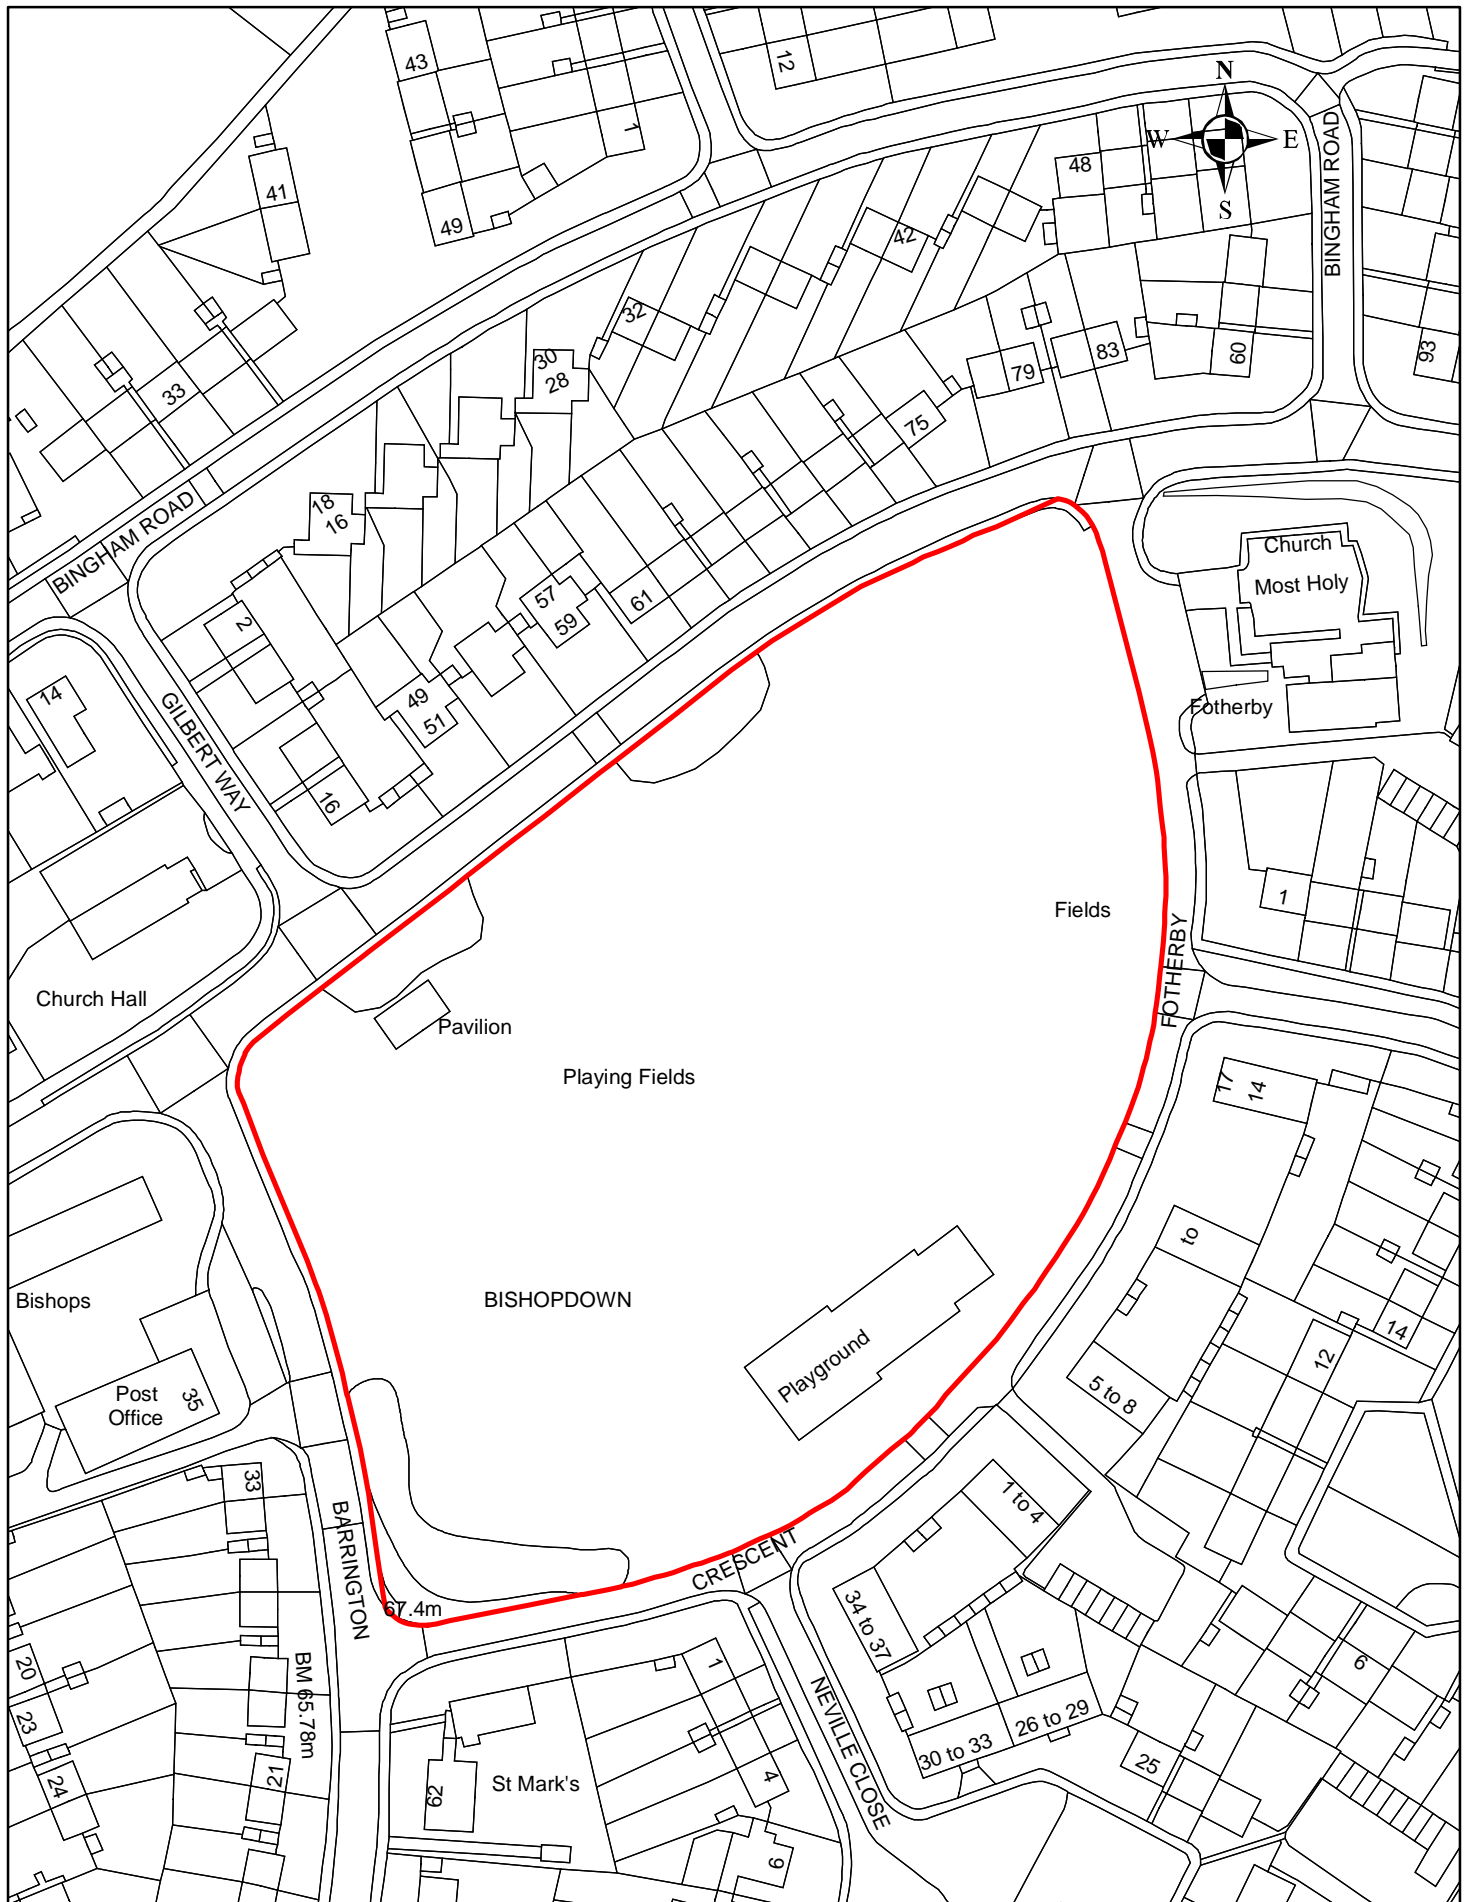 43
12
N
W
E
S
1
41
49
48
42
BINGHAM ROAD
32
33
30
28
83
79
60
93
75
18
16
BINGHAM ROAD
Church
Most Holy
57
59
61
2
14
49
51
GILBERT WAY
Fotherby
16
1
Fields
FOTHERBY
Church Hall
Pavilion
Playing Fields
17
14
to
Bishops
BISHOPDOWN
14
12
Playground
5 to 8
Post
Office
35
33
1 to 4
BARRINGTON
CRESCENT
67.4m
34 to 37
20
23
BM 65.78m
1
6
NEVILLE CLOSE
26 to 29
30 to 33
25
24
21
62
St Mark's
4
9